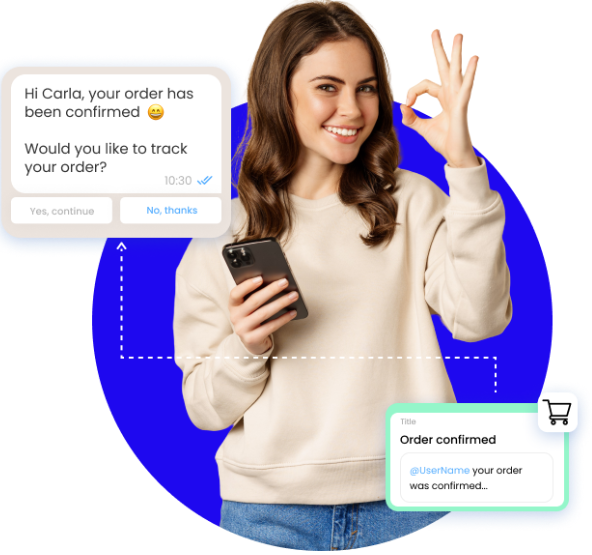 Hi Carla, your order has
been confirmed 😄
Would you like to track
your order?
10:30
Yes, continue
No, thanks
Title
Order confirmed
@UserName your order
was confirmed...